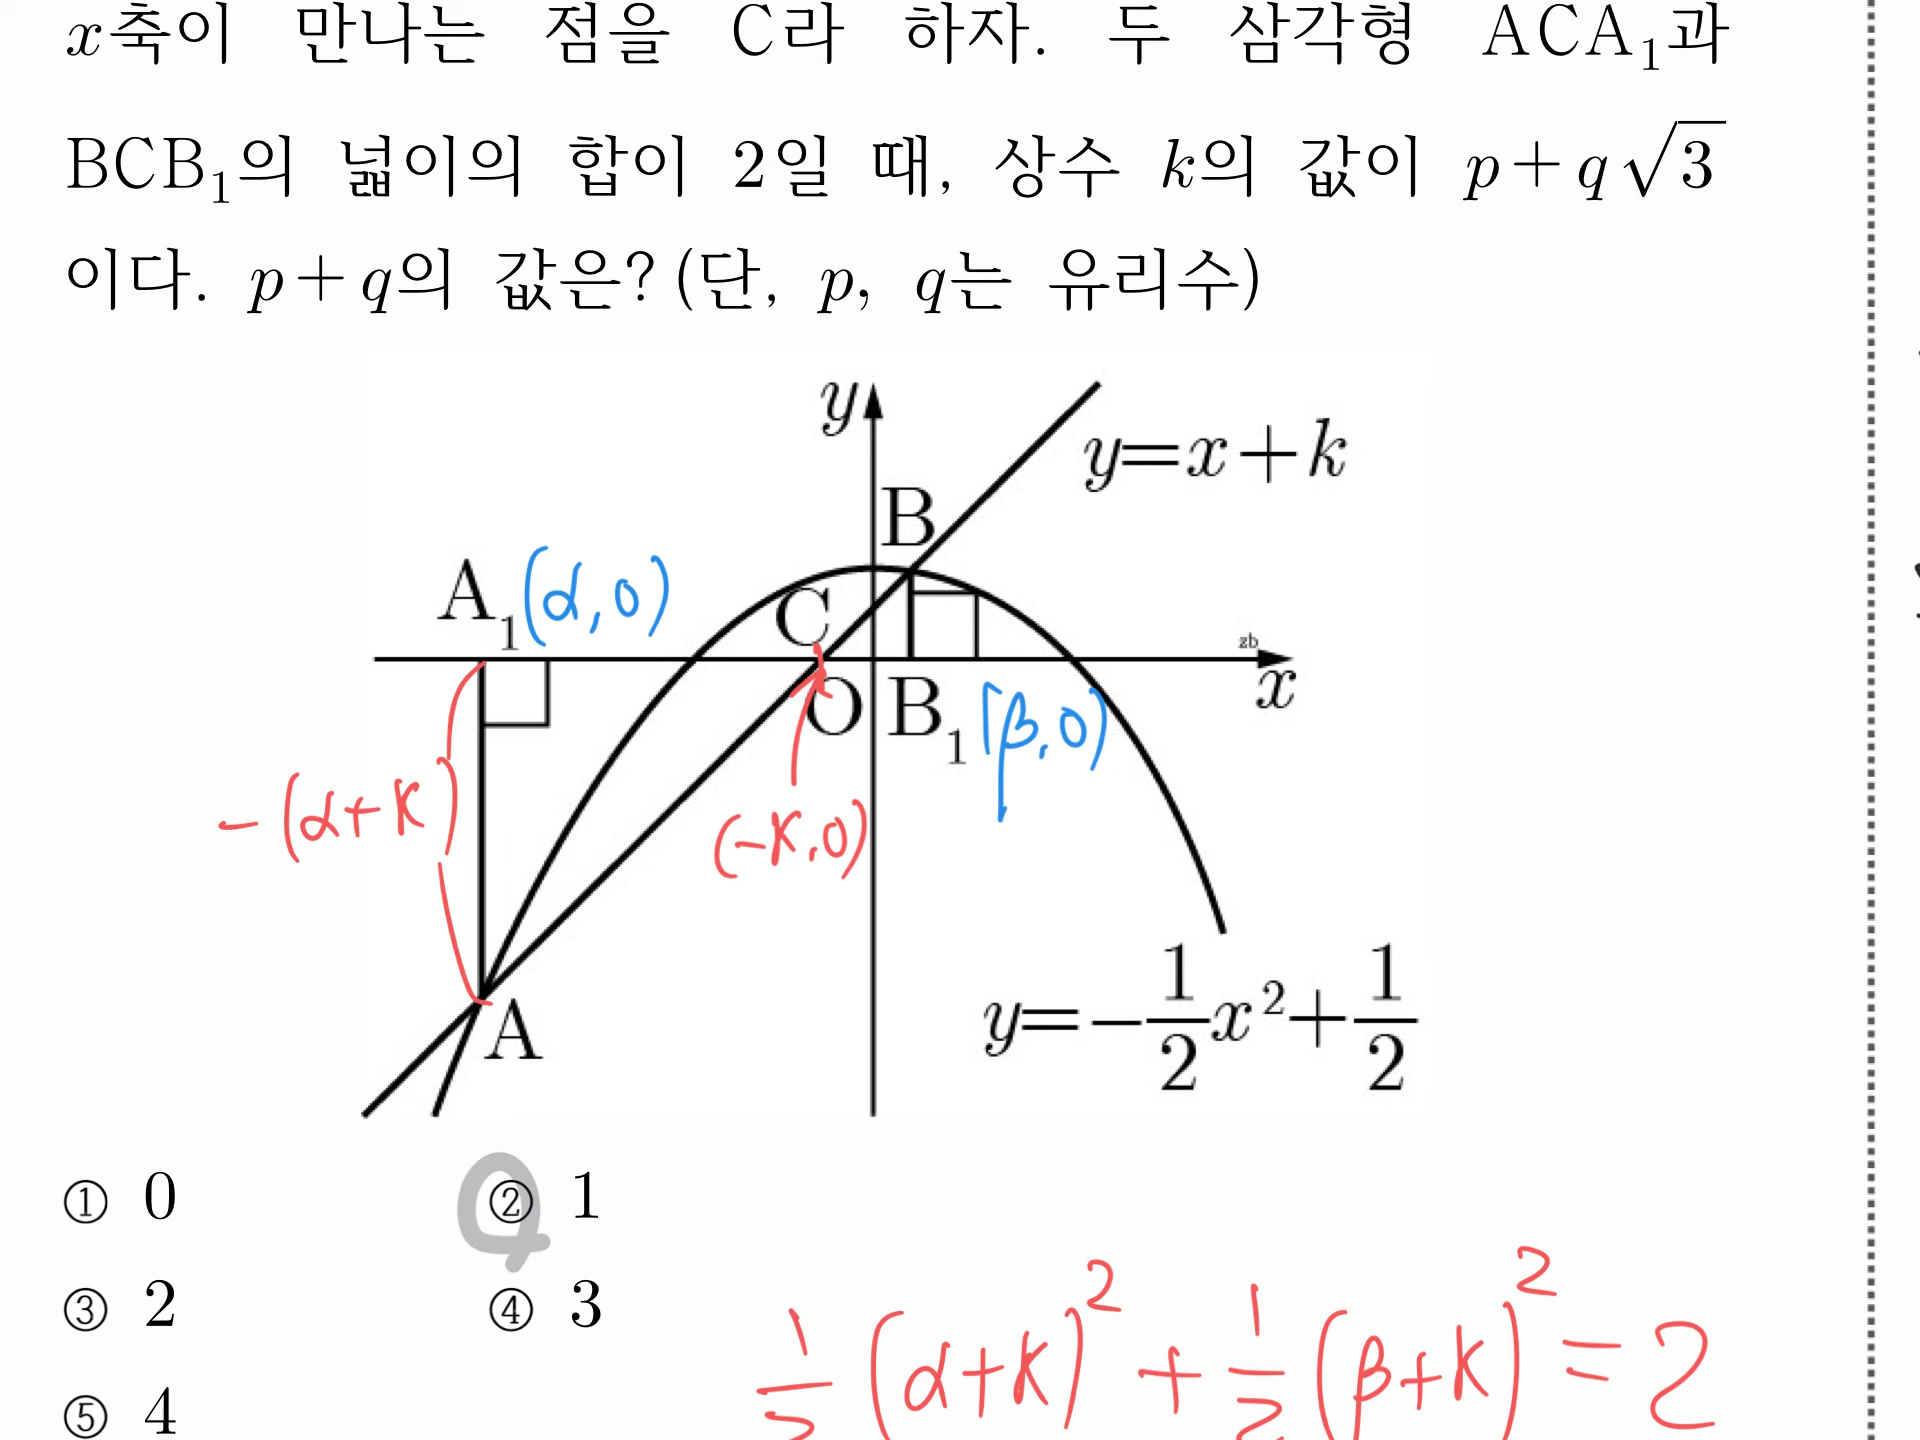 x축이 만나는 점을 C라 하자. 두 삼각형 ACA₁과
BCB₁의 넓이의 합이 2일 때, 상수 k의 값이 p+q√3
이다. p+q의 값은? (단, p, q는 유리수)
y
y=x+k
B
A₁ (α, 0)
C
zb
x
O
B₁ (β, 0)
-(α+k)
(-k, 0)
A
y=-1/2x²+1/2
① 0 ② 1
③ 2 ④ 3
⑤ 4
1/2(α+k)²+1/2(β+k)²=2